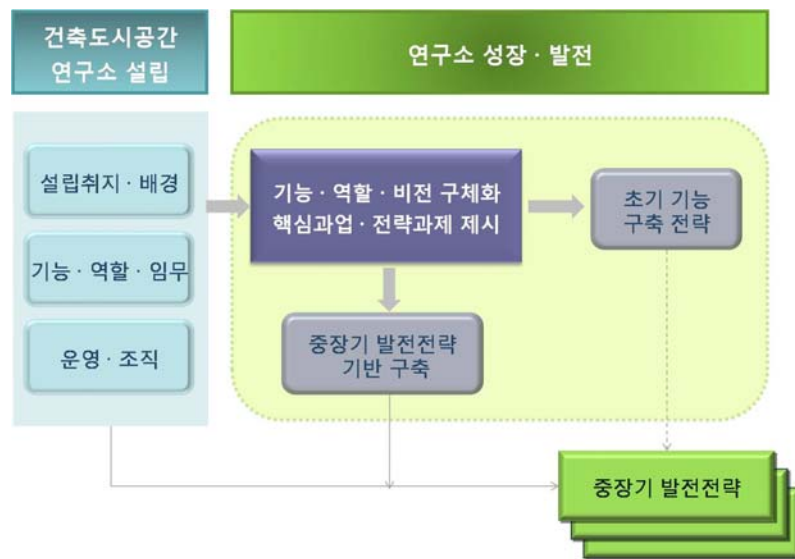 건축도시공간
연구소 설립
연구소 성장 · 발전
설립취지 · 배경
기능 · 역할 · 임무
운영 · 조직
기능 · 역할 · 비전 구체화
핵심과업 · 전략과제 제시
초기 기능
구축 전략
중장기 발전전략
기반 구축
중장기 발전전략